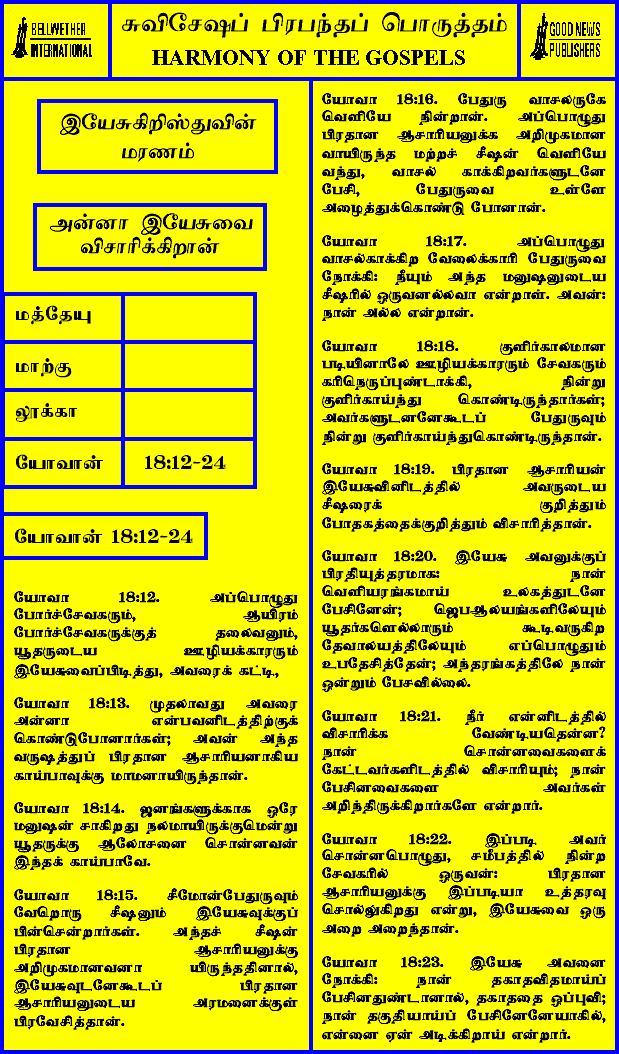 BELLWETHER
INTERNATIONAL
சுவிசேஷப் பிரபந்தப் பொருத்தம்
HARMONY OF THE GOSPELS
GOOD NEWS
PUBLISHERS
இயேசுகிறிஸ்துவின்
மரணம்
அன்னா இயேசுவை
விசாரிக்கிறான்
மத்தேயு
மாற்கு
லூக்கா
யோவான் 18:12-24
யோவான் 18:12-24
யோவா 18:12. அப்பொழுது
போர்ச்சேவகரும், ஆயிரம்
போர்ச்சேவகருக்குத் தலைவனும்,
யூதருடைய ஊழியக்காரரும்
இயேசுவைப்பிடித்து, அவரைக் கட்டி,
யோவா 18:13. முதலாவது அவரை
அன்னா என்பவனிடத்திற்குக்
கொண்டுபோனார்கள்; அவன் அந்த
வருஷத்துப் பிரதான ஆசாரியனாகிய
காய்பாவுக்கு மாமனாயிருந்தான்.
யோவா 18:14. ஜனங்களுக்காக ஒரே
மனுஷன் சாகிறது நலமாயிருக்குமென்று
யூதருக்கு ஆலோசனை சொன்னவன்
இந்தக் காய்பாவே.
யோவா 18:15. சீமோன்பேதுருவும்
வேறொரு சீஷனும் இயேசுவுக்குப்
பின்சென்றார்கள். அந்தச் சீஷன்
பிரதான ஆசாரியனுக்கு
அறிமுகமானவனா யிருந்ததினால்,
இயேசுவுடனேகூடப் பிரதான
ஆசாரியனுடைய அரமனைக்குள்
பிரவேசித்தான்.
யோவா 18:16. பேதுரு வாசலருகே
வெளியே நின்றான். அப்பொழுது
பிரதான ஆசாரியனுக்க அறிமுகமான
வாயிருந்த மற்றச் சீஷன் வெளியே
வந்து, வாசல் காக்கிறவர்களுடனே
பேசி, பேதுருவை உள்ளே
அழைத்துக்கொண்டு போனான்.
யோவா 18:17. அப்பொழுது
வாசல்காக்கிற வேலைக்காரி பேதுருவை
நோக்கி: நீயும் அந்த மனுஷனுடைய
சீஷரில் ஒருவனல்லவா என்றாள். அவன்:
நான் அல்ல என்றான்.
யோவா 18:18. குளிர்காலமான
படியினாலே ஊழியக்காரரும் சேவகரும்
கரிநெருப்புண்டாக்கி, நின்று
குளிர்காய்ந்து கொண்டிருந்தார்கள்;
அவர்களுடனனேகூடப் பேதுருவும்
நின்று குளிர்காய்ந்துகொண்டிருந்தான்.
யோவா 18:19. பிரதான ஆசாரியன்
இயேசுவினிடத்தில் அவருடைய
சீஷரைக் குறித்தும்
போதகத்தைக்குறித்தும் விசாரித்தான்.
யோவா 18:20. இயேசு அவனுக்குப்
பிரதியுத்தரமாக: நான்
வெளியரங்கமாய் உலகத்துடனே
பேசினேன்; ஜெபஆலயங்களிலேயும்
யூதர்களெல்லாரும் கூடிவருகிற
தேவாலயத்திலேயும் எப்பொழுதும்
உபதேசித்தேன்; அந்தரங்கத்திலே நான்
ஒன்றும் பேசவில்லை.
யோவா 18:21. நீர் என்னிடத்தில்
விசாரிக்க வேண்டியதென்ன?
நான் சொன்னவைகளைக்
கேட்டவர்களிடத்தில் விசாரியும்; நான்
பேசினவைகளை அவர்கள்
அறிந்திருக்கிறார்களே என்றார்.
யோவா 18:22. இப்படி அவர்
சொன்னபொழுது, சமீபத்தில் நின்ற
சேவகரில் ஒருவன்: பிரதான
ஆசாரியனுக்கு இப்படியா உத்தரவு
சொல்லுகிறது என்று, இயேசுவை ஒரு
அறை அறைந்தான்.
யோவா 18:23. இயேசு அவனை
நோக்கி: நான் தகாதவிதமாய்ப்
பேசினதுண்டானால், தகாததை ஒப்புவி;
நான் தகுதியாய்ப் பேசினேனேயாகில்,
என்னை ஏன் அடிக்கிறாய் என்றார்.